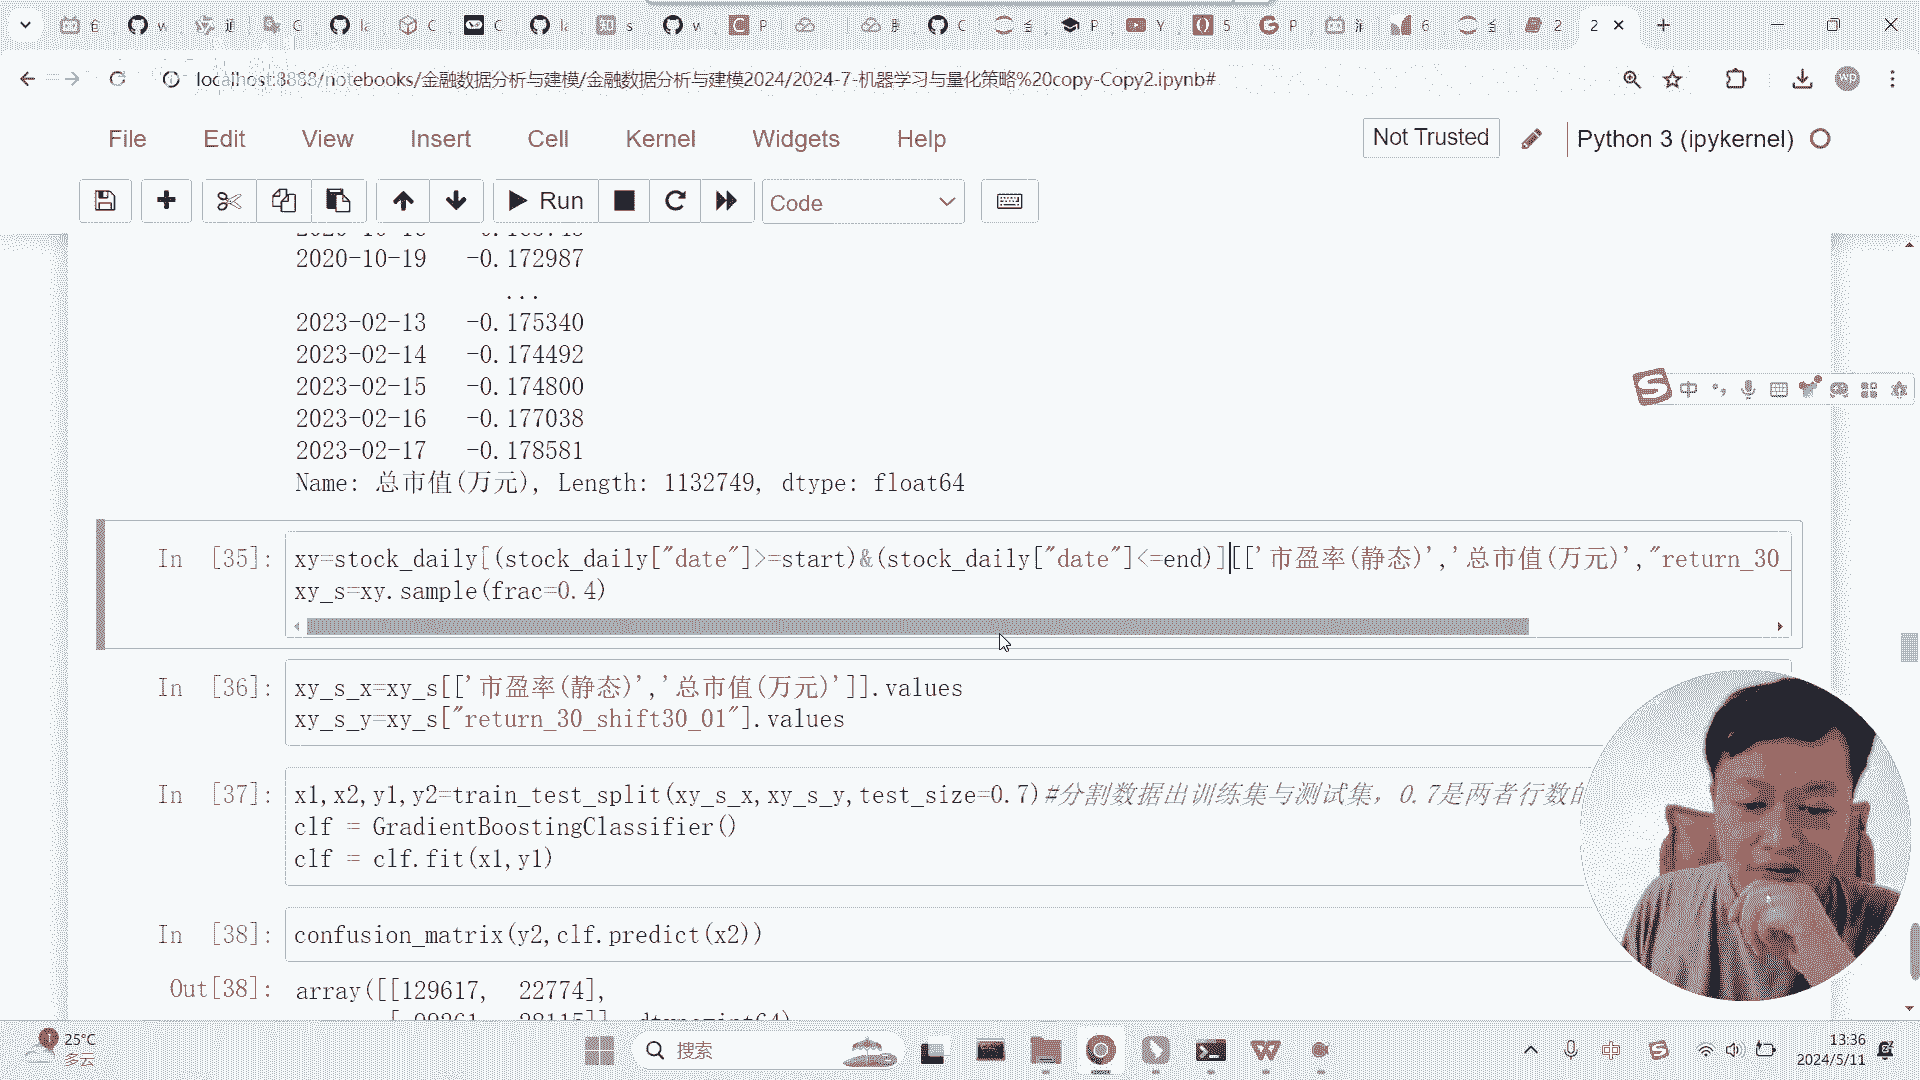 localhost:8888/notebooks/金融数据分析与建模/金融数据分析与建模2024/2024-7-机器学习与量化策略%20copy-Copy2.ipynb#
File Edit View Insert Cell Kernel Widgets Help
Not Trusted
Python 3 (ipykernel)
Run
Code
2020-10-19 -0.172987
...
2023-02-13 -0.175340
2023-02-14 -0.174492
2023-02-15 -0.174800
2023-02-16 -0.177038
2023-02-17 -0.178581
Name: 总市值(万元), Length: 1132749, dtype: float64
In [35]:
xy=stock_daily[(stock_daily["date"]>=start)&(stock_daily["date"]<=end)][['市盈率(静态)','总市值(万元)',"return_30_
xy_s=xy.sample(frac=0.4)
In [36]:
xy_s_x=xy_s[['市盈率(静态)','总市值(万元)']].values
xy_s_y=xy_s["return_30_shift30_01"].values
In [37]:
x1,x2,y1,y2=train_test_split(xy_s_x,xy_s_y,test_size=0.7)#分割数据出训练集与测试集，0.7是两者行数的
clf = GradientBoostingClassifier()
clf = clf.fit(x1,y1)
In [38]:
confusion_matrix(y2,clf.predict(x2))
Out[38]:
array([[129617, 22774],
25°C
多云
搜索
中
13:36
2024/5/11